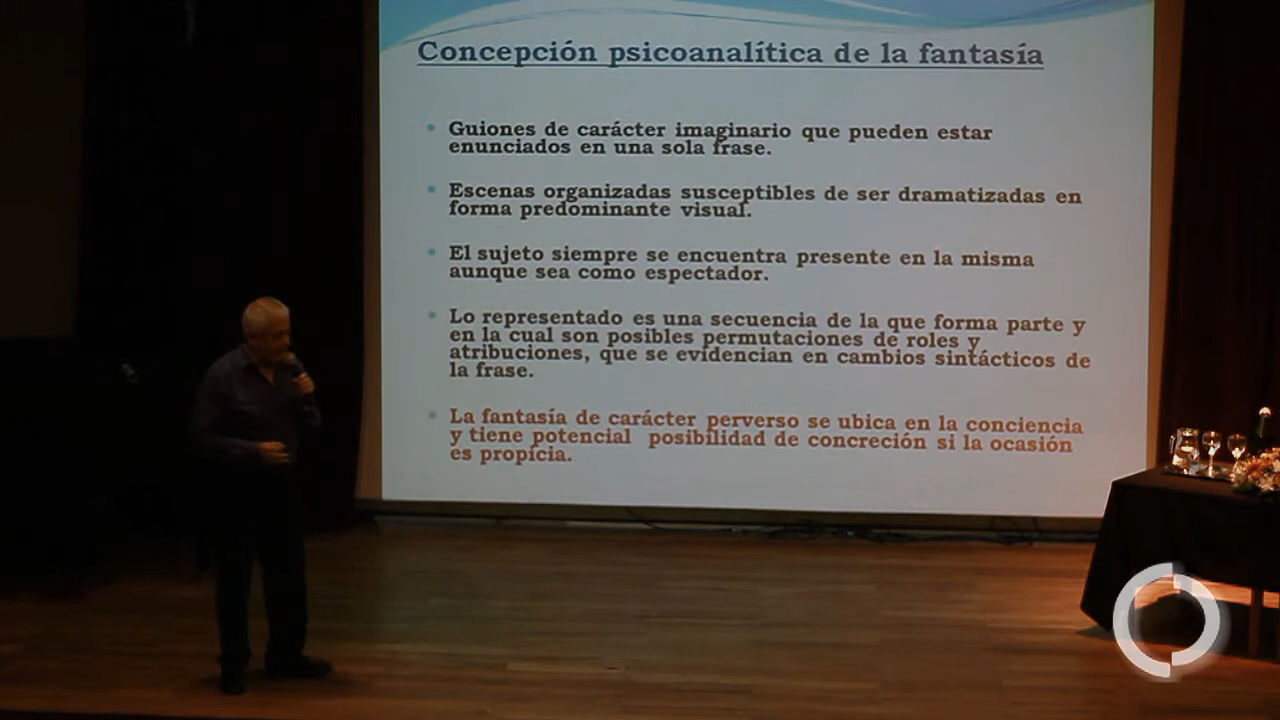 Concepción psicoanalítica de la fantasía
• Guiones de carácter imaginario que pueden estar
enunciados en una sola frase.
• Escenas organizadas susceptibles de ser dramatizadas en
forma predominante visual.
• El sujeto siempre se encuentra presente en la misma
aunque sea como espectador.
• Lo representado es una secuencia de la que forma parte y
en la cual son posibles permutaciones de roles y
atribuciones, que se evidencian en cambios sintácticos de
la frase.
• La fantasía de carácter perverso se ubica en la conciencia
y tiene potencial posibilidad de concreción si la ocasión
es propicia.